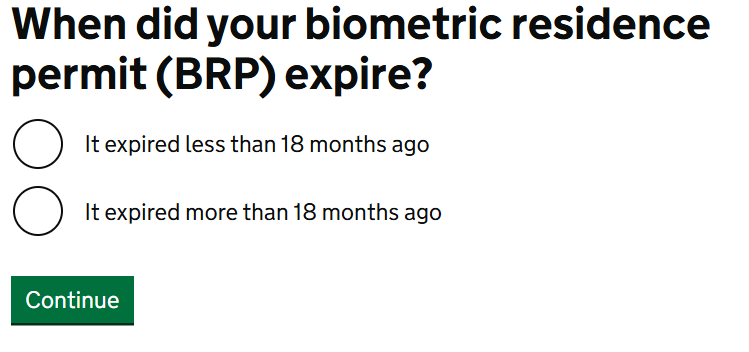 When did your biometric residence
permit (BRP) expire?
It expired less than 18 months ago
It expired more than 18 months ago
Continue